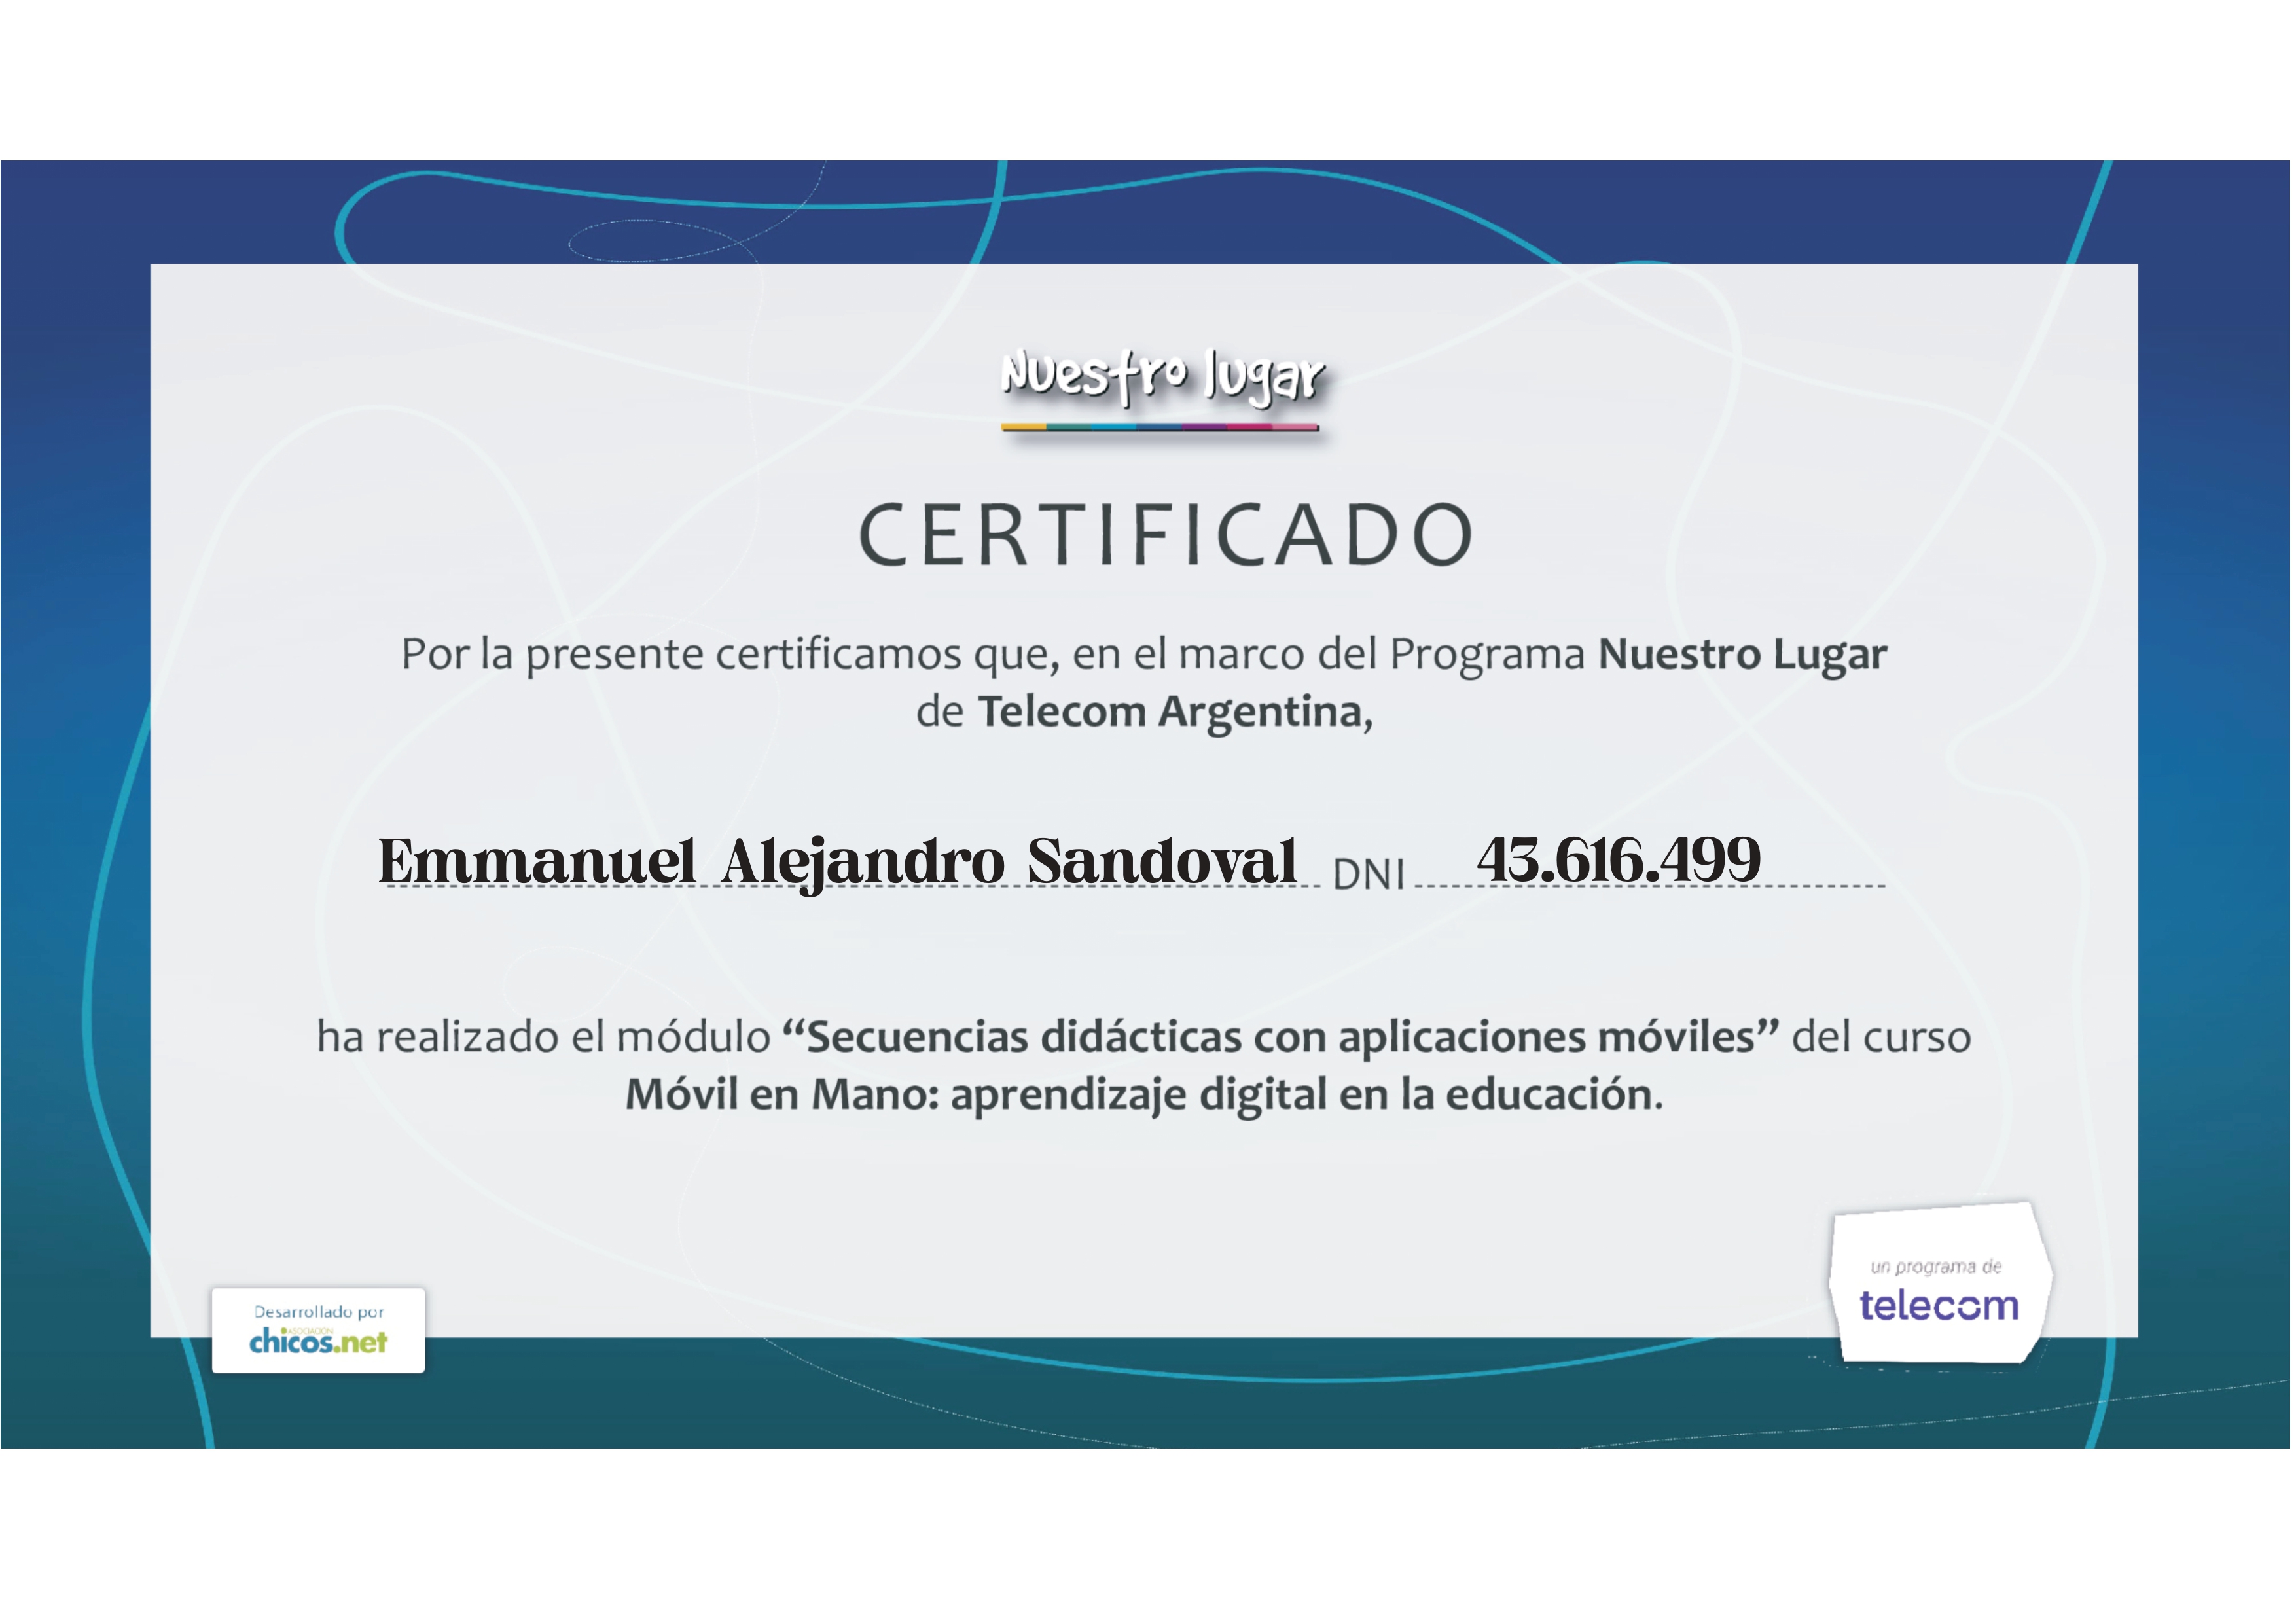 Nuestro lugar
CERTIFICADO
Por la presente certificamos que, en el marco del Programa Nuestro Lugar
de Telecom Argentina,
Emmanuel Alejandro Sandoval DNI 43.616.499
ha realizado el módulo “Secuencias didácticas con aplicaciones móviles” del curso
Móvil en Mano: aprendizaje digital en la educación.
un programa de
telecom
Desarrollado por
ASOCIACIÓN
chicos.net